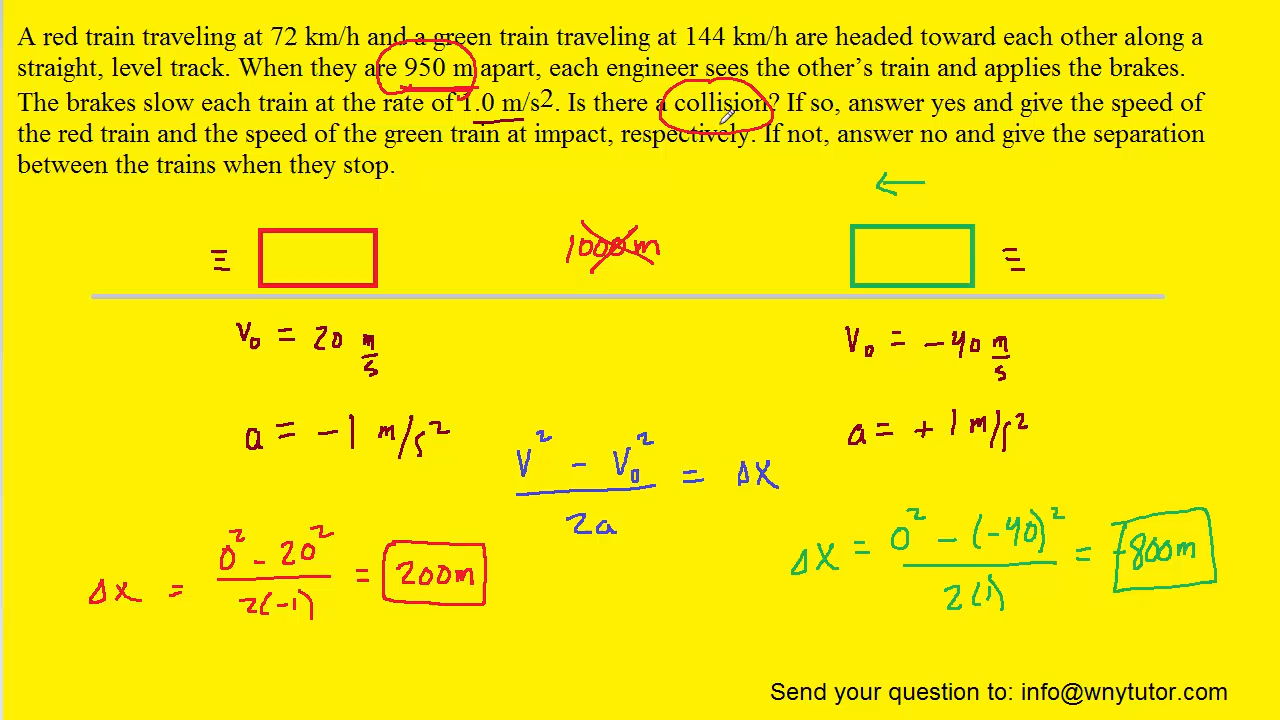 A red train traveling at 72 km/h and a green train traveling at 144 km/h are headed toward each other along a
straight, level track. When they are 950 m apart, each engineer sees the other's train and applies the brakes.
The brakes slow each train at the rate of 1.0 m/s2. Is there a collision? If so, answer yes and give the speed of
the red train and the speed of the green train at impact, respectively. If not, answer no and give the separation
between the trains when they stop.
1000m
V₀ = 20 m/s
V₀ = -40 m/s
a = -1 m/s²
a = +1 m/s²
V² - V₀² / 2a = Δx
Δx = 0² - 20² / 2(-1) = 200m
Δx = 0² - (-40)² / 2(1) = -800m
Send your question to: info@wnytutor.com